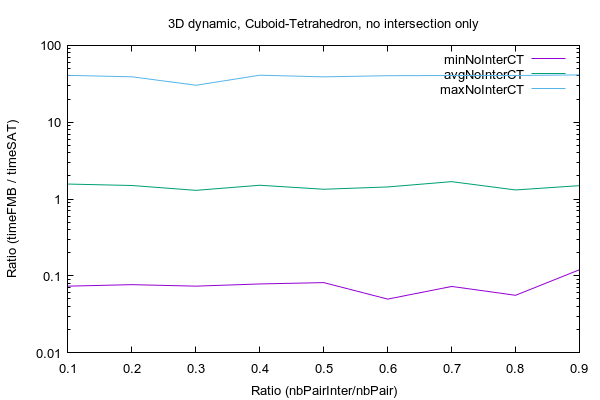 3D dynamic, Cuboid-Tetrahedron, no intersection only
minNoInterCT
avgNoInterCT
maxNoInterCT
100
10
1
0.1
0.01
Ratio (timeFMB / timeSAT)
0.1 0.2 0.3 0.4 0.5 0.6 0.7 0.8 0.9
Ratio (nbPairInter/nbPair)